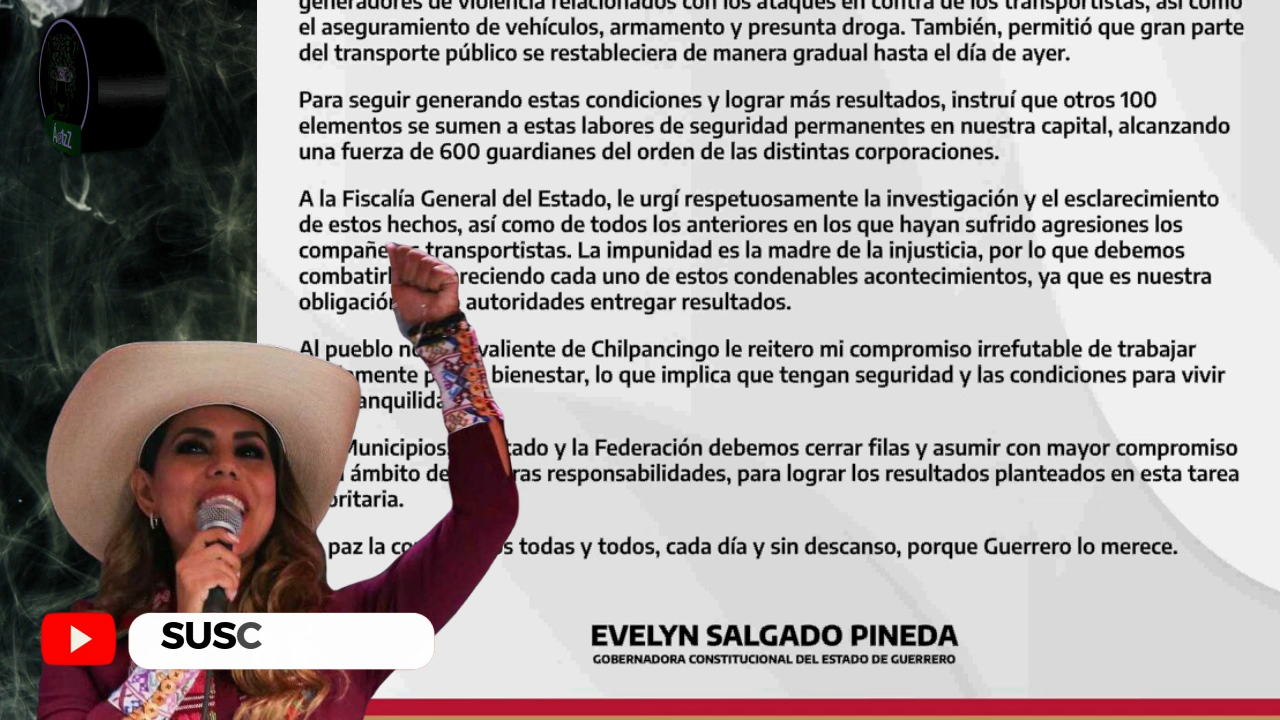 generadores de violencia relacionados con los ataques en contra de los transportistas, así como
el aseguramiento de vehículos, armamento y presunta droga. También, permitió que gran parte
del transporte público se restableciera de manera gradual hasta el día de ayer.
Para seguir generando estas condiciones y lograr más resultados, instruí que otros 100
elementos se sumen a estas labores de seguridad permanentes en nuestra capital, alcanzando
una fuerza de 600 guardianes del orden de las distintas corporaciones.
A la Fiscalía General del Estado, le urgí respetuosamente la investigación y el esclarecimiento
de estos hechos, así como de todos los anteriores en los que hayan sufrido agresiones los
transportistas. La impunidad es la madre de la injusticia, por lo que debemos
cada uno de estos condenables acontecimientos, ya que es nuestra
autoridades entregar resultados.
Al pueblo valiente de Chilpancingo le reitero mi compromiso irrefutable de trabajar
bienestar, lo que implica que tengan seguridad y las condiciones para vivir
Municipios, y la Federación debemos cerrar filas y asumir con mayor compromiso
ámbito de responsabilidades, para lograr los resultados planteados en esta tarea
paz la todas y todos, cada día y sin descanso, porque Guerrero lo merece.
SUSC
EVELYN SALGADO PINEDA
GOBERNADORA CONSTITUCIONAL DEL ESTADO DE GUERRERO